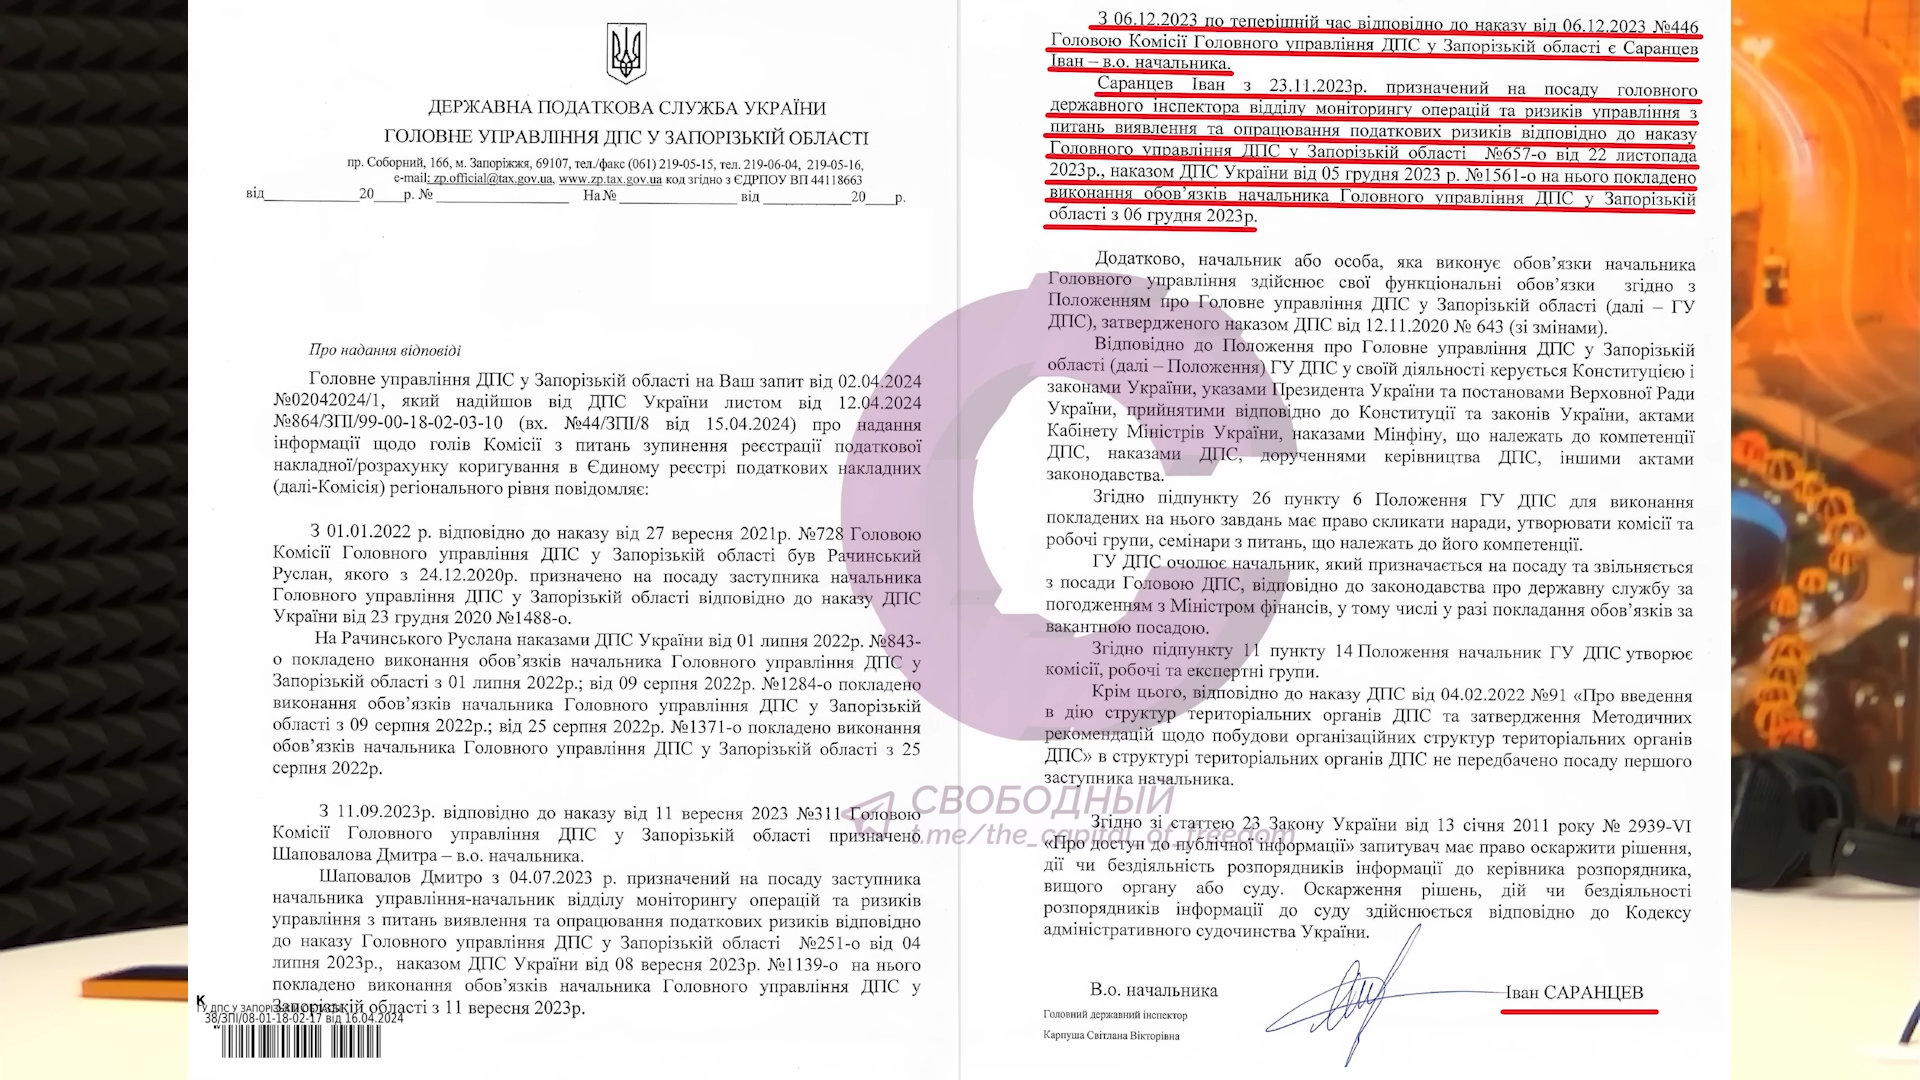 ДЕРЖАВНА ПОДАТКОВА СЛУЖБА УКРАЇНИ
ГОЛОВНЕ УПРАВЛІННЯ ДПС У ЗАПОРІЗЬКІЙ ОБЛАСТІ
пр. Соборний, 166, м. Запоріжжя, 69107, тел./факс (061) 219-05-15, тел. 219-06-04, 219-05-16,
e-mail: zp.official@tax.gov.ua, www.zp.tax.gov.ua код згідно з ЄДРПОУ ВП 44118663
від______________20____р. № ________________ На№ ______________ від ____________20____р.
Про надання відповіді
Головне управління ДПС у Запорізькій області на Ваш запит від 02.04.2024
№02042024/1, який надійшов від ДПС України листом від 12.04.2024
№864/ЗПІ/99-00-18-02-03-10 (вх. №44/ЗПІ/8 від 15.04.2024) про надання
інформації щодо голів Комісії з питань зупинення реєстрації податкової
накладної/розрахунку коригування в Єдиному реєстрі податкових накладних
(далі-Комісія) регіонального рівня повідомляє:
З 01.01.2022 р. відповідно до наказу від 27 вересня 2021р. №728 Головою
Комісії Головного управління ДПС у Запорізькій області був Рачинський
Руслан, якого з 24.12.2020р. призначено на посаду заступника начальника
Головного управління ДПС у Запорізькій області відповідно до наказу ДПС
України від 23 грудня 2020 №1488-о.
На Рачинського Руслана наказами ДПС України від 01 липня 2022р. №843-
о покладено виконання обов’язків начальника Головного управління ДПС у
Запорізькій області з 01 липня 2022р.; від 09 серпня 2022р. №1284-о покладено
виконання обов’язків начальника Головного управління ДПС у Запорізькій
області з 09 серпня 2022р.; від 25 серпня 2022р. №1371-о покладено виконання
обов’язків начальника Головного управління ДПС у Запорізькій області з 25
серпня 2022р.
З 11.09.2023р. відповідно до наказу від 11 вересня 2023 №311 Головою
Комісії Головного управління ДПС у Запорізькій області призначено
Шаповалова Дмитра – в.о. начальника.
Шаповалов Дмитро з 04.07.2023 р. призначений на посаду заступника
начальника управління-начальник відділу моніторингу операцій та ризиків
управління з питань виявлення та опрацювання податкових ризиків відповідно
до наказу Головного управління ДПС у Запорізькій області №251-о від 04
липня 2023р., наказом ДПС України від 08 вересня 2023р. №1139-о на нього
покладено виконання обов’язків начальника Головного управління ДПС у
Запорізькій області з 11 вересня 2023р.
К
ГУ ДПС У ЗАПОРІЗЬКІЙ ОБЛАСТІ
38/ЗПІ/08-01-18-02-17 від 16.04.2024
З 06.12.2023 по теперішній час відповідно до наказу від 06.12.2023 №446
Головою Комісії Головного управління ДПС у Запорізькій області є Саранцев
Іван – в.о. начальника.
Саранцев Іван з 23.11.2023р. призначений на посаду головного
державного інспектора відділу моніторингу операцій та ризиків управління з
питань виявлення та опрацювання податкових ризиків відповідно до наказу
Головного управління ДПС у Запорізькій області №657-о від 22 листопада
2023р., наказом ДПС України від 05 грудня 2023 р. №1561-о на нього покладено
виконання обов’язків начальника Головного управління ДПС у Запорізькій
області з 06 грудня 2023р.
Додатково, начальник або особа, яка виконує обов’язки начальника
Головного управління здійснює свої функціональні обов’язки згідно з
Положенням про Головне управління ДПС у Запорізькій області (далі – ГУ
ДПС), затвердженого наказом ДПС від 12.11.2020 № 643 (зі змінами).
Відповідно до Положення про Головне управління ДПС у Запорізькій
області (далі – Положення) ГУ ДПС у своїй діяльності керується Конституцією і
законами України, указами Президента України та постановами Верховної Ради
України, прийнятими відповідно до Конституції та законів України, актами
Кабінету Міністрів України, наказами Мінфіну, що належать до компетенції
ДПС, наказами ДПС, дорученнями керівництва ДПС, іншими актами
законодавства.
Згідно підпункту 26 пункту 6 Положення ГУ ДПС для виконання
покладених на нього завдань має право скликати наради, утворювати комісії та
робочі групи, семінари з питань, що належать до його компетенції.
ГУ ДПС очолює начальник, який призначається на посаду та звільняється
з посади Головою ДПС, відповідно до законодавства про державну службу за
погодженням з Міністром фінансів, у тому числі у разі покладання обов’язків за
вакантною посадою.
Згідно підпункту 11 пункту 14 Положення начальник ГУ ДПС утворює
комісії, робочі та експертні групи.
Крім цього, відповідно до наказу ДПС від 04.02.2022 №91 «Про введення
в дію структур територіальних органів ДПС та затвердження Методичних
рекомендацій щодо побудови організаційних структур територіальних органів
ДПС» в структурі територіальних органів ДПС не передбачено посаду першого
заступника начальника.
СВОБОДНЫЙ
t.me/the_capital_of_freedom
Згідно зі статтею 23 Закону України від 13 січня 2011 року № 2939-VI
«Про доступ до публічної інформації» запитувач має право оскаржити рішення,
дії чи бездіяльність розпорядників інформації до керівника розпорядника,
вищого органу або суду. Оскарження рішень, дій чи бездіяльності
розпорядників інформації до суду здійснюється відповідно до Кодексу
адміністративного судочинства України.
В.о. начальника Іван САРАНЦЕВ
Головний державний інспектор
Карпуша Світлана Вікторівна